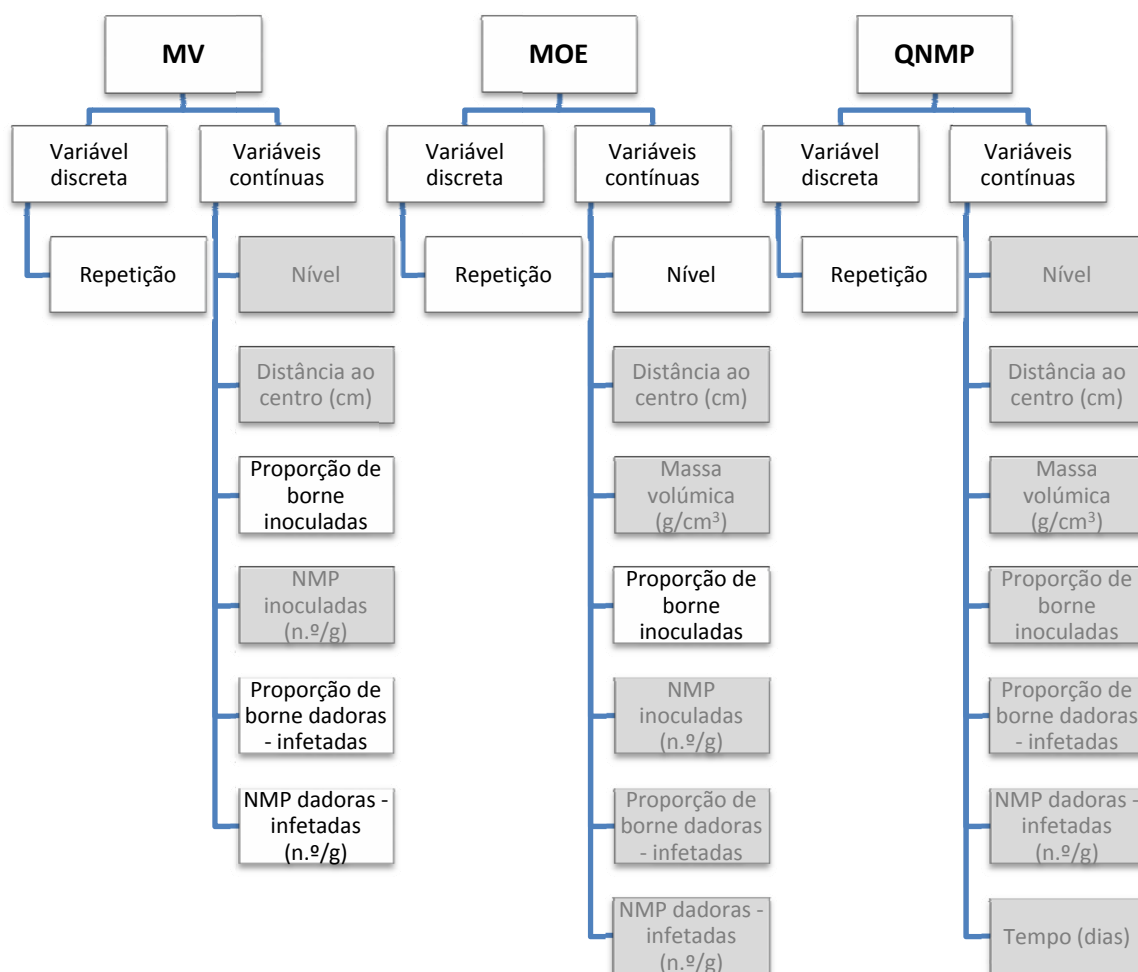 MV
Variável
discreta
Variáveis
contínuas
Repetição
Nível
Distância ao
centro (cm)
Proporção de
borne
inoculadas
NMP
inoculadas
(n.º/g)
Proporção de
borne dadoras
- infetadas
NMP dadoras -
infetadas
(n.º/g)
MOE
Variável
discreta
Variáveis
contínuas
Repetição
Nível
Distância ao
centro (cm)
Massa
volúmica
(g/cm³)
Proporção de
borne
inoculadas
NMP
inoculadas
(n.º/g)
Proporção de
borne dadoras
- infetadas
NMP dadoras -
infetadas
(n.º/g)
QNMP
Variável
discreta
Variáveis
contínuas
Repetição
Nível
Distância ao
centro (cm)
Massa
volúmica
(g/cm³)
Proporção de
borne
inoculadas
Proporção de
borne dadoras
- infetadas
NMP dadoras -
infetadas
(n.º/g)
Tempo (dias)